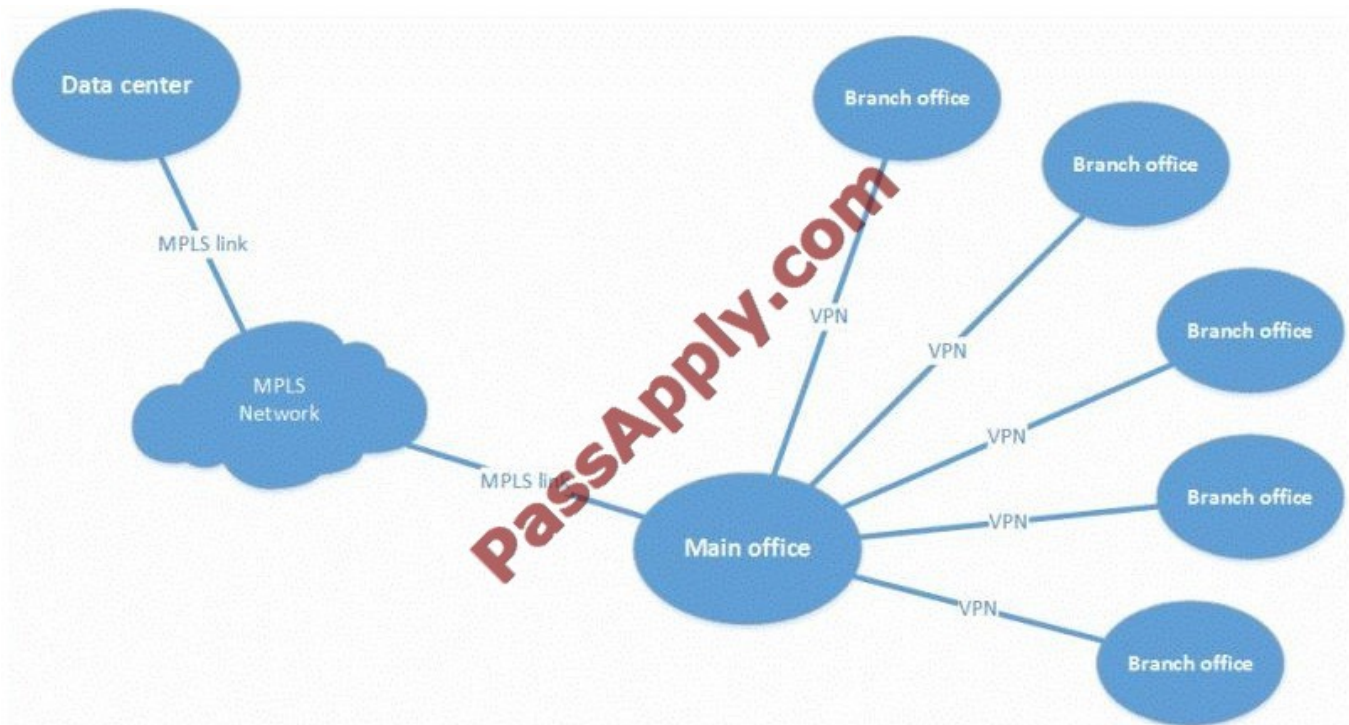 Data center
Branch office
Branch office
MPLS link
VPN
Branch office
VPN
MPLS
Network
VPN
MPLS link
Branch office
VPN
Main office
VPN
Branch office
PassApply.com